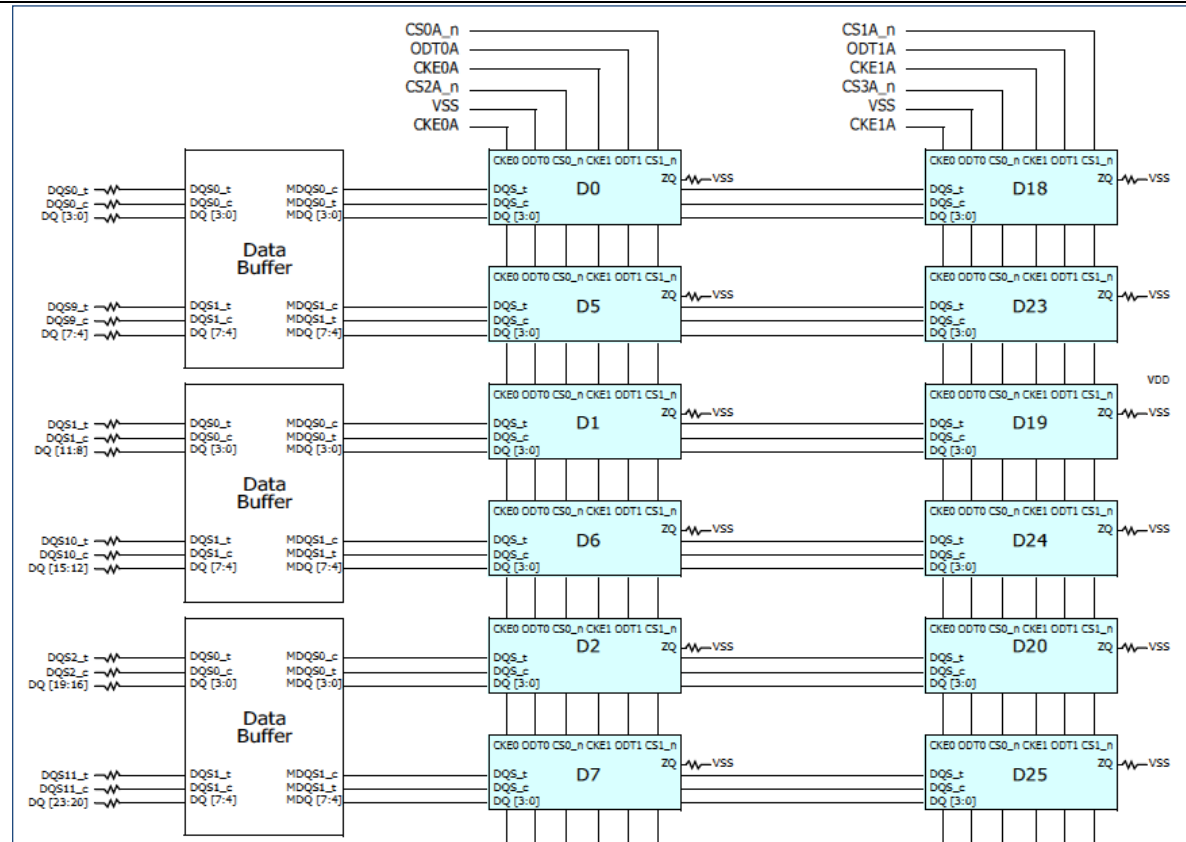 CS0A_n CS1A_n
ODT0A ODT1A
CKE0A CKE1A
CS2A_n CS3A_n
VSS VSS
CKE0A CKE1A
CKE0 ODT0 CS0_n CKE1 ODT1 CS1_n CKE0 ODT0 CS0_n CKE1 ODT1 CS1_n
D0 ZQ VSS D18 ZQ VSS
DQS0_t DQS0_t MDQS0_c DQS_t DQS_t
DQS0_c DQS0_c MDQS0_t DQS_c DQS_c
DQ [3:0] DQ [3:0] MDQ [3:0] DQ [3:0] DQ [3:0]
Data
Buffer
CKE0 ODT0 CS0_n CKE1 ODT1 CS1_n CKE0 ODT0 CS0_n CKE1 ODT1 CS1_n
D5 ZQ VSS D23 ZQ VSS
DQS9_t DQS1_t MDQS1_c DQS_t DQS_t
DQS9_c DQS1_c MDQS1_t DQS_c DQS_c
DQ [7:4] DQ [7:4] MDQ [7:4] DQ [3:0] DQ [3:0]
VDD
CKE0 ODT0 CS0_n CKE1 ODT1 CS1_n CKE0 ODT0 CS0_n CKE1 ODT1 CS1_n
D1 ZQ VSS D19 ZQ VSS
DQS1_t DQS0_t MDQS0_c DQS_t DQS_t
DQS1_c DQS0_c MDQS0_t DQS_c DQS_c
DQ [11:8] DQ [3:0] MDQ [3:0] DQ [3:0] DQ [3:0]
Data
Buffer
CKE0 ODT0 CS0_n CKE1 ODT1 CS1_n CKE0 ODT0 CS0_n CKE1 ODT1 CS1_n
D6 ZQ VSS D24 ZQ VSS
DQS10_t DQS1_t MDQS1_c DQS_t DQS_t
DQS10_c DQS1_c MDQS1_t DQS_c DQS_c
DQ [15:12] DQ [7:4] MDQ [7:4] DQ [3:0] DQ [3:0]
CKE0 ODT0 CS0_n CKE1 ODT1 CS1_n CKE0 ODT0 CS0_n CKE1 ODT1 CS1_n
D2 ZQ VSS D20 ZQ VSS
DQS2_t DQS0_t MDQS0_c DQS_t DQS_t
DQS2_c DQS0_c MDQS0_t DQS_c DQS_c
DQ [19:16] DQ [3:0] MDQ [3:0] DQ [3:0] DQ [3:0]
Data
Buffer
CKE0 ODT0 CS0_n CKE1 ODT1 CS1_n CKE0 ODT0 CS0_n CKE1 ODT1 CS1_n
D7 ZQ VSS D25 ZQ VSS
DQS11_t DQS1_t MDQS1_c DQS_t DQS_t
DQS11_c DQS1_c MDQS1_t DQS_c DQS_c
DQ [23:20] DQ [7:4] MDQ [7:4] DQ [3:0] DQ [3:0]